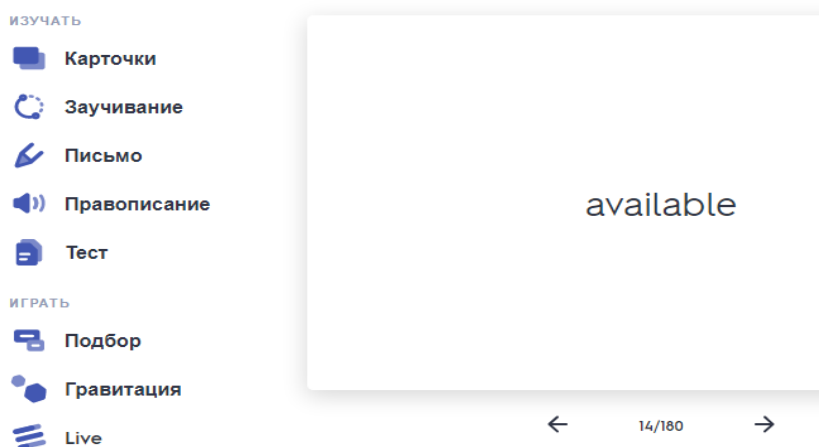 ИЗУЧАТЬ
Карточки
Заучивание
Письмо
Правописание
Тест
ИГРАТЬ
Подбор
Гравитация
Live
available
14/180